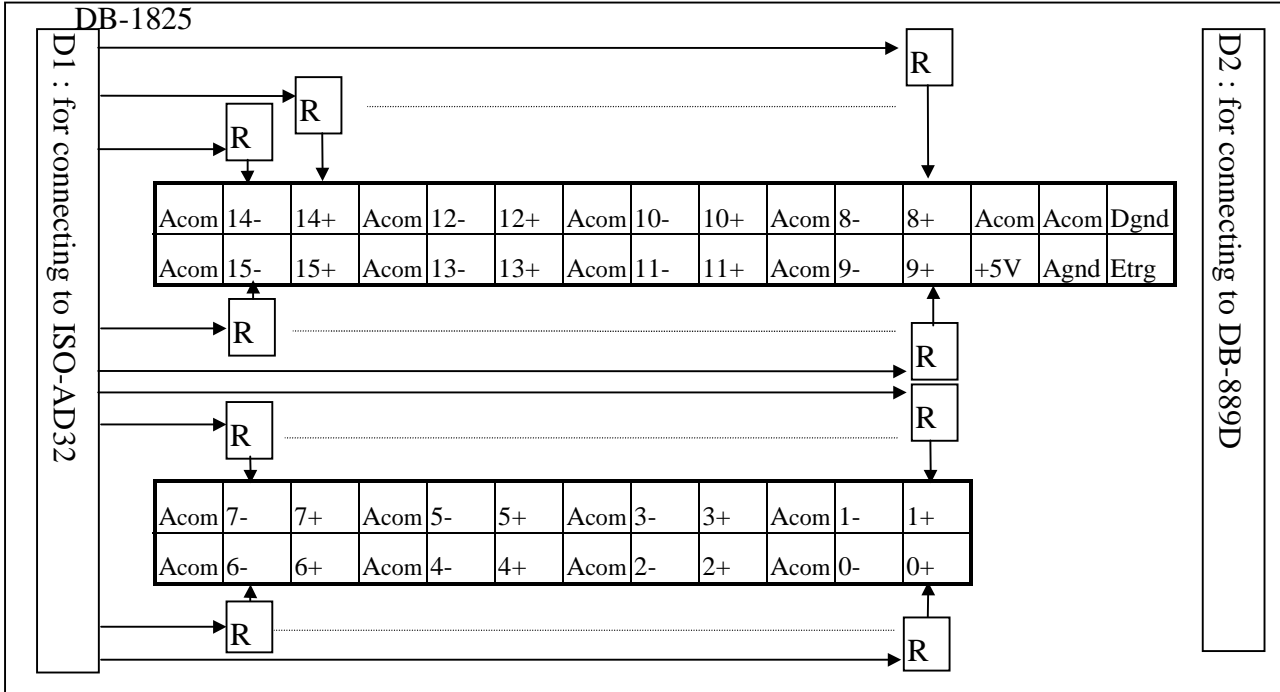 DB-1825
D1 : for connecting to ISO-AD32
D2 : for connecting to DB-889D
R
R
R
Acom 14- 14+ Acom 12- 12+ Acom 10- 10+ Acom 8- 8+ Acom Acom Dgnd
Acom 15- 15+ Acom 13- 13+ Acom 11- 11+ Acom 9- 9+ +5V Agnd Etrg
R
R
R
R
Acom 7- 7+ Acom 5- 5+ Acom 3- 3+ Acom 1- 1+
Acom 6- 6+ Acom 4- 4+ Acom 2- 2+ Acom 0- 0+
R
R